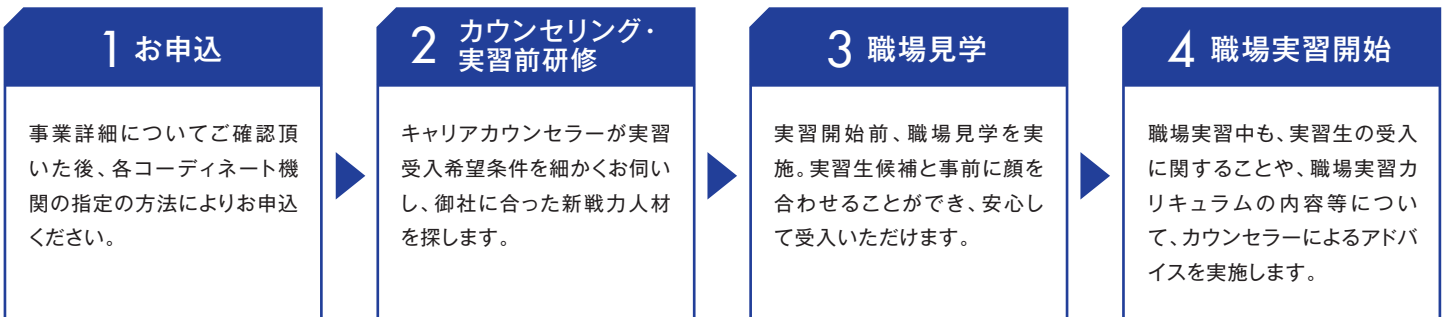 1 お申込
事業詳細についてご確認頂
いた後、各コーディネート機
関の指定の方法によりお申込
ください。
2 カウンセリング・
実習前研修
キャリアカウンセラーが実習
受入希望条件を細かくお伺い
し、御社に合った新戦力人材
を探します。
3 職場見学
実習開始前、職場見学を実
施。実習生候補と事前に顔を
合わせることができ、安心し
て受入いただけます。
4 職場実習開始
職場実習中も、実習生の受入
に関することや、職場実習カ
リキュラムの内容等につい
て、カウンセラーによるアドバ
イスを実施します。